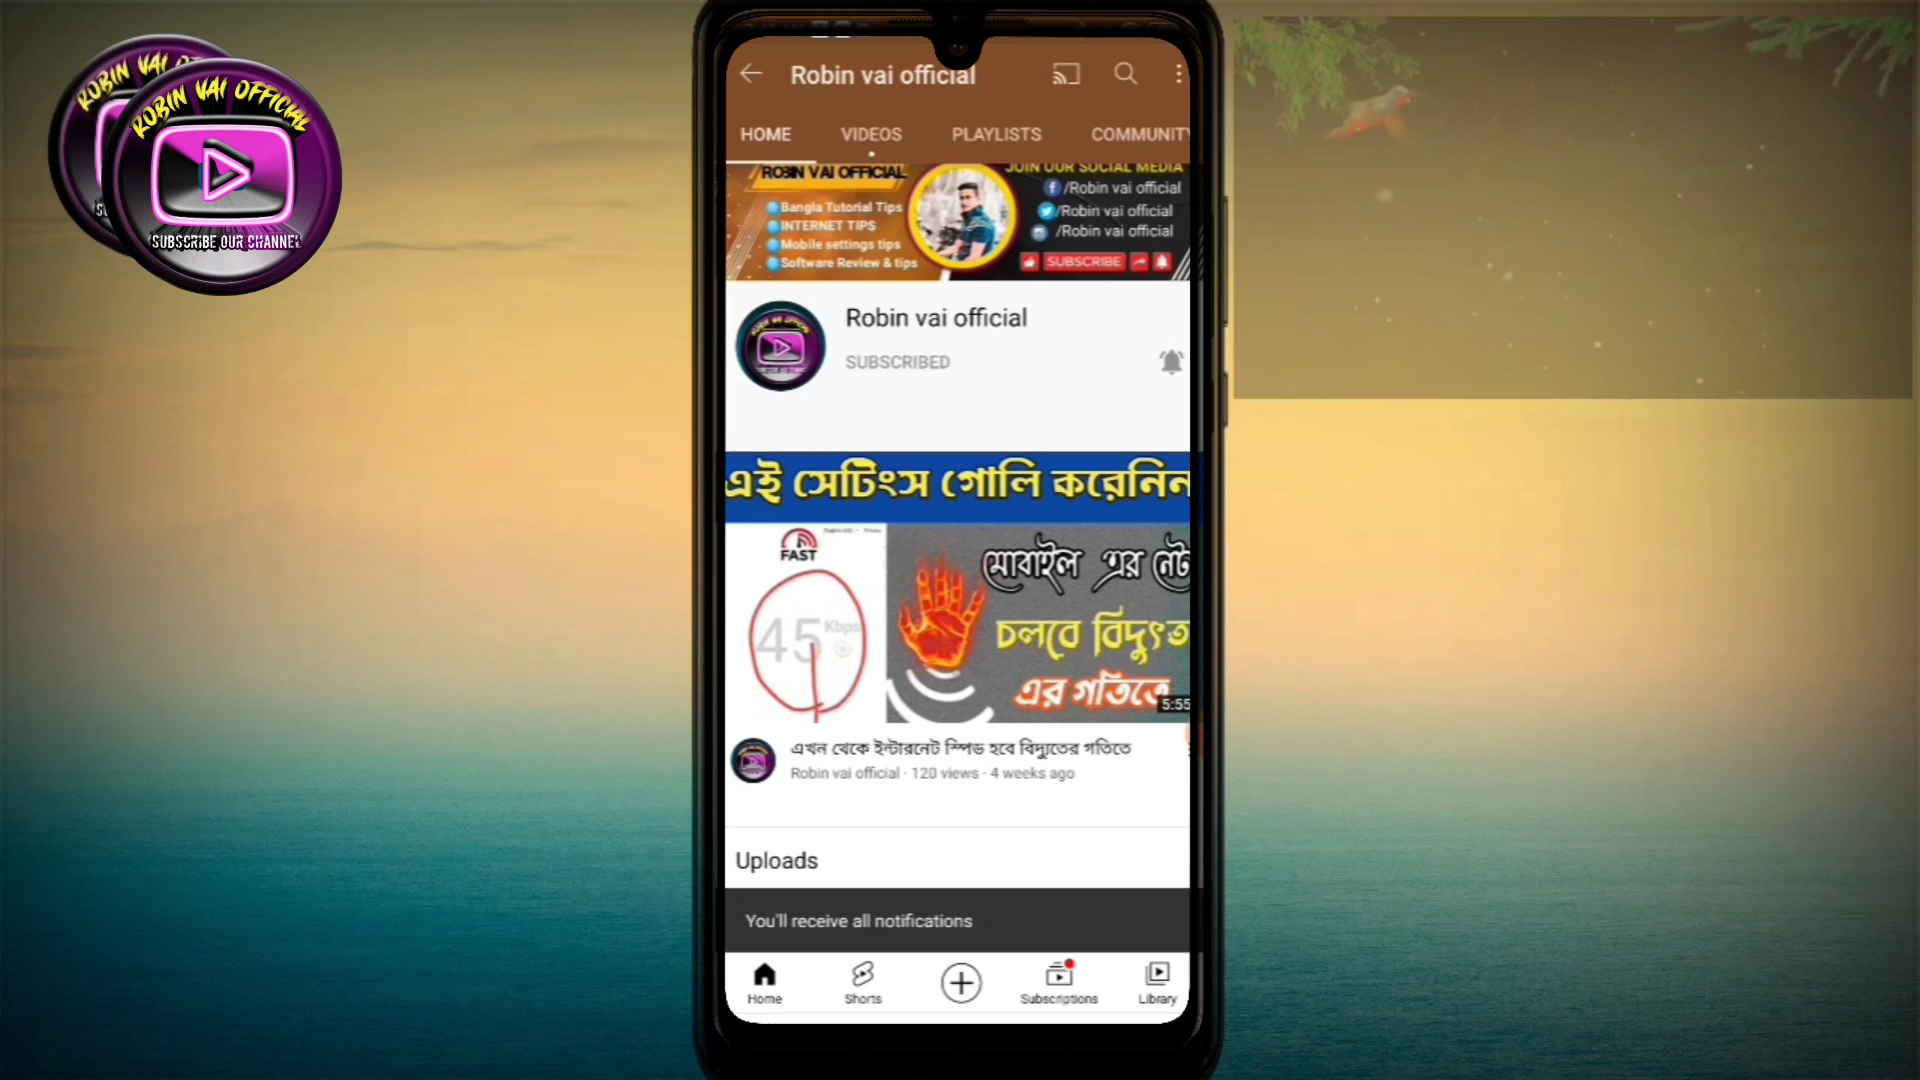 ROBIN VAI OFFICIAL
SUBSCRIBE OUR CHANNEL
Robin vai official
HOME VIDEOS PLAYLISTS COMMUNITY
ROBIN VAI OFFICIAL
Bangla Tutorial Tips
INTERNET TIPS
Mobile settings tips
Software Review & tips
JOIN OUR SOCIAL MEDIA
/Robin vai official
/Robin vai official
/Robin vai official
SUBSCRIBE
Robin vai official
SUBSCRIBED
এই সেটিংস গোলি করেনিন
FAST
45 Kbps
মোবাইল এর নেট
চলবে বিদ্যুৎ
এর গতিতে
5:55
এখন থেকে ইন্টারনেট স্পিড হবে বিদ্যুতের গতিতে
Robin vai official · 120 views · 4 weeks ago
Uploads
You'll receive all notifications
Home Shorts Subscriptions Library